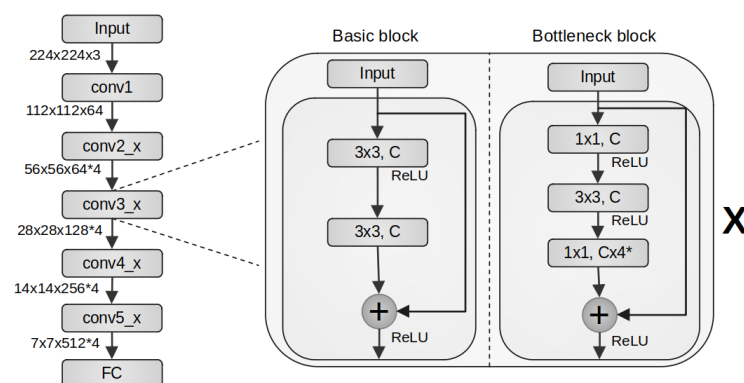 Input
224x224x3
conv1
112x112x64
conv2_x
56x56x64*4
conv3_x
28x28x128*4
conv4_x
14x14x256*4
conv5_x
7x7x512*4
FC
Basic block
Input
3x3, C
ReLU
3x3, C
+
ReLU
Bottleneck block
Input
1x1, C
ReLU
3x3, C
ReLU
1x1, Cx4*
+
ReLU
X